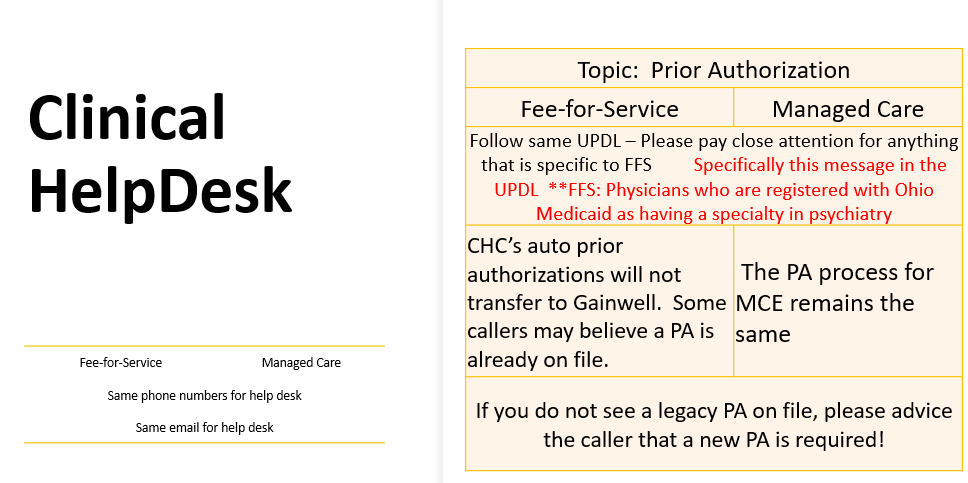 Clinical
HelpDesk
Fee-for-Service
Managed Care
Same phone numbers for help desk
Same email for help desk
Topic:  Prior Authorization
Fee-for-Service
Managed Care
Follow same UPDL – Please pay close attention for anything
that is specific to FFS        Specifically this message in the
UPDL  **FFS: Physicians who are registered with Ohio
Medicaid as having a specialty in psychiatry
CHC’s auto prior
authorizations will not
transfer to Gainwell.  Some
callers may believe a PA is
already on file.
The PA process for
MCE remains the
same
If you do not see a legacy PA on file, please advice
the caller that a new PA is required!